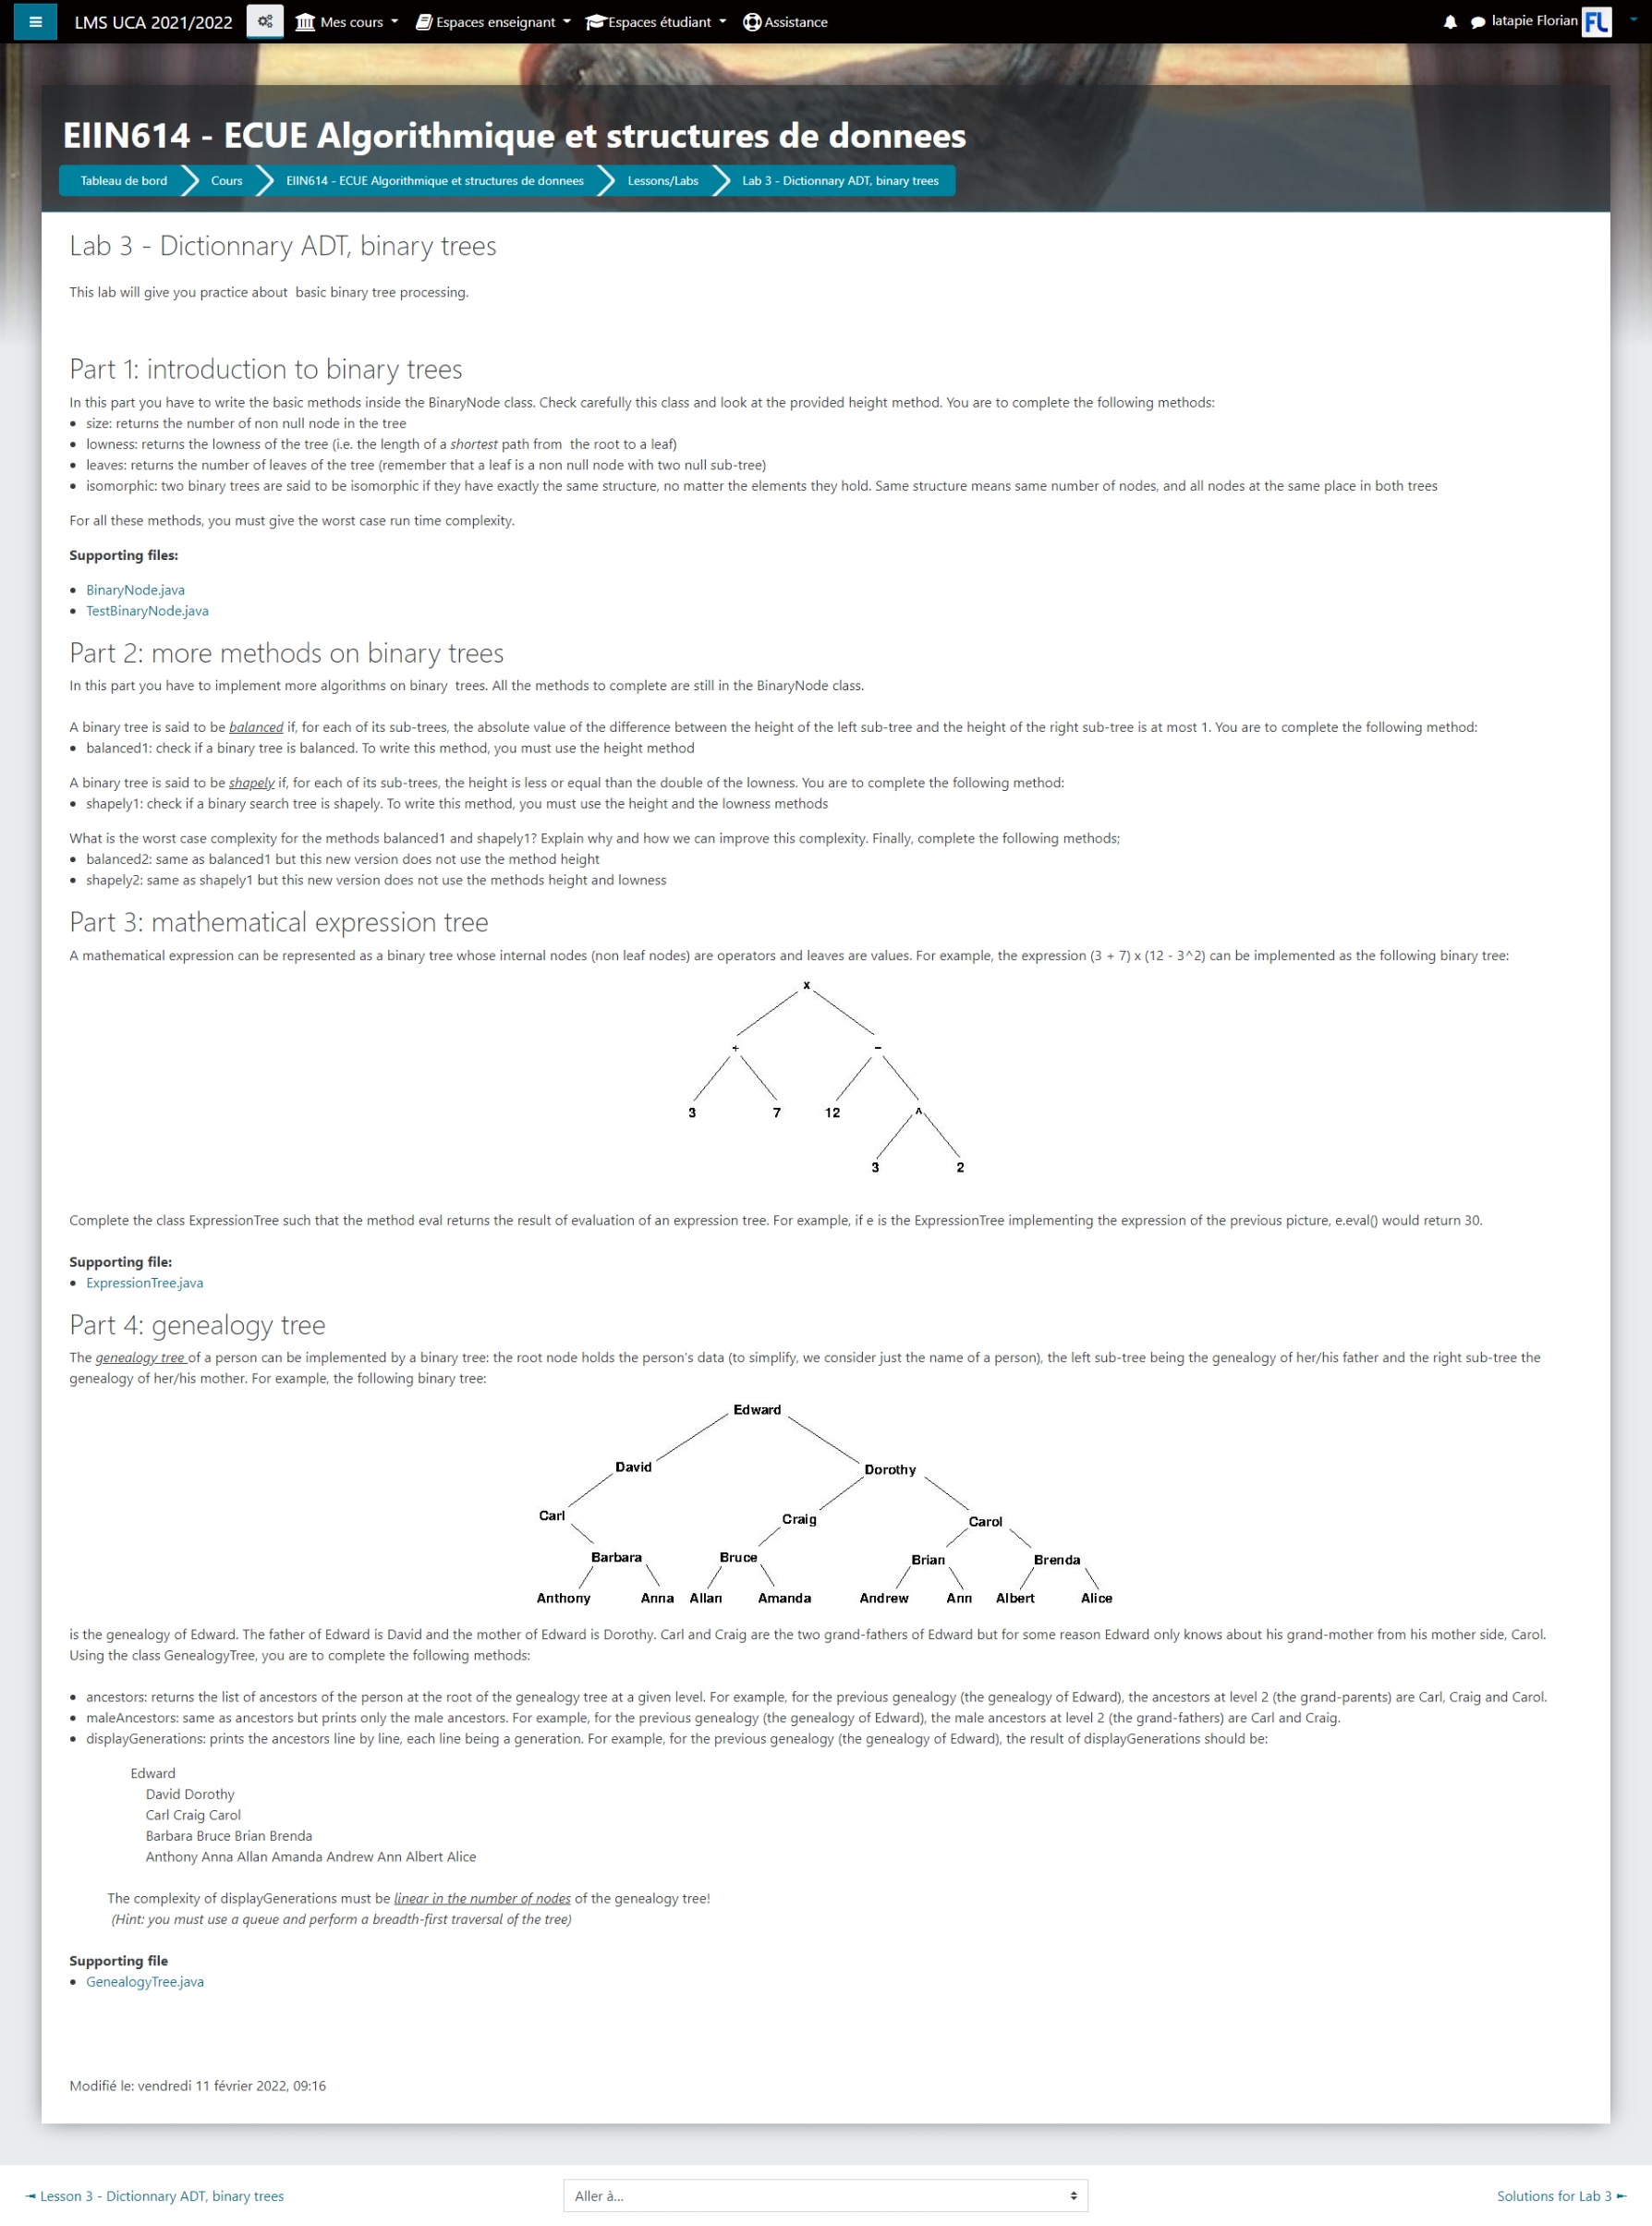 LMS UCA 2021/2022 Mes cours Espaces enseignant Espaces étudiant Assistance latapie Florian FL
EIIN614 - ECUE Algorithmique et structures de donnees
Tableau de bord Cours EIIN614 - ECUE Algorithmique et structures de donnees Lessons/Labs Lab 3 - Dictionnary ADT, binary trees
Lab 3 - Dictionnary ADT, binary trees
This lab will give you practice about basic binary tree processing.
Part 1: introduction to binary trees
In this part you have to write the basic methods inside the BinaryNode class. Check carefully this class and look at the provided height method. You are to complete the following methods:
• size: returns the number of non null node in the tree
• lowness: returns the lowness of the tree (i.e. the length of a shortest path from the root to a leaf)
• leaves: returns the number of leaves of the tree (remember that a leaf is a non null node with two null sub-tree)
• isomorphic: two binary trees are said to be isomorphic if they have exactly the same structure, no matter the elements they hold. Same structure means same number of nodes, and all nodes at the same place in both trees
For all these methods, you must give the worst case run time complexity.
Supporting files:
• BinaryNode.java
• TestBinaryNode.java
Part 2: more methods on binary trees
In this part you have to implement more algorithms on binary trees. All the methods to complete are still in the BinaryNode class.
A binary tree is said to be balanced if, for each of its sub-trees, the absolute value of the difference between the height of the left sub-tree and the height of the right sub-tree is at most 1. You are to complete the following method:
• balanced1: check if a binary tree is balanced. To write this method, you must use the height method
A binary tree is said to be shapely if, for each of its sub-trees, the height is less or equal than the double of the lowness. You are to complete the following method:
• shapely1: check if a binary search tree is shapely. To write this method, you must use the height and the lowness methods
What is the worst case complexity for the methods balanced1 and shapely1? Explain why and how we can improve this complexity. Finally, complete the following methods;
• balanced2: same as balanced1 but this new version does not use the method height
• shapely2: same as shapely1 but this new version does not use the methods height and lowness
Part 3: mathematical expression tree
A mathematical expression can be represented as a binary tree whose internal nodes (non leaf nodes) are operators and leaves are values. For example, the expression (3 + 7) x (12 - 3^2) can be implemented as the following binary tree:
x
+ −
3 7 12 ^
3 2
Complete the class ExpressionTree such that the method eval returns the result of evaluation of an expression tree. For example, if e is the ExpressionTree implementing the expression of the previous picture, e.eval() would return 30.
Supporting file:
• ExpressionTree.java
Part 4: genealogy tree
The genealogy tree of a person can be implemented by a binary tree: the root node holds the person's data (to simplify, we consider just the name of a person), the left sub-tree being the genealogy of her/his father and the right sub-tree the
genealogy of her/his mother. For example, the following binary tree:
Edward
David Dorothy
Carl Craig Carol
Barbara Bruce Brian Brenda
Anthony Anna Allan Amanda Andrew Ann Albert Alice
is the genealogy of Edward. The father of Edward is David and the mother of Edward is Dorothy. Carl and Craig are the two grand-fathers of Edward but for some reason Edward only knows about his grand-mother from his mother side, Carol.
Using the class GenealogyTree, you are to complete the following methods:
• ancestors: returns the list of ancestors of the person at the root of the genealogy tree at a given level. For example, for the previous genealogy (the genealogy of Edward), the ancestors at level 2 (the grand-parents) are Carl, Craig and Carol.
• maleAncestors: same as ancestors but prints only the male ancestors. For example, for the previous genealogy (the genealogy of Edward), the male ancestors at level 2 (the grand-fathers) are Carl and Craig.
• displayGenerations: prints the ancestors line by line, each line being a generation. For example, for the previous genealogy (the genealogy of Edward), the result of displayGenerations should be:
Edward
David Dorothy
Carl Craig Carol
Barbara Bruce Brian Brenda
Anthony Anna Allan Amanda Andrew Ann Albert Alice
The complexity of displayGenerations must be linear in the number of nodes of the genealogy tree!
(Hint: you must use a queue and perform a breadth-first traversal of the tree)
Supporting file
• GenealogyTree.java
Modifié le: vendredi 11 février 2022, 09:16
◄ Lesson 3 - Dictionnary ADT, binary trees Aller à... Solutions for Lab 3 ►